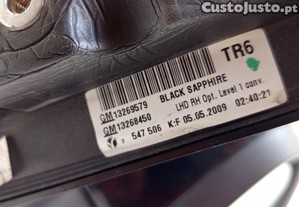 CustoJusto.pt
TR6
GM13269579 BLACK SAPPHIRE
GM13268450 LHD RH Opt. Level 1 conv.
547 506 K:F 05.05.2009 02:40:21